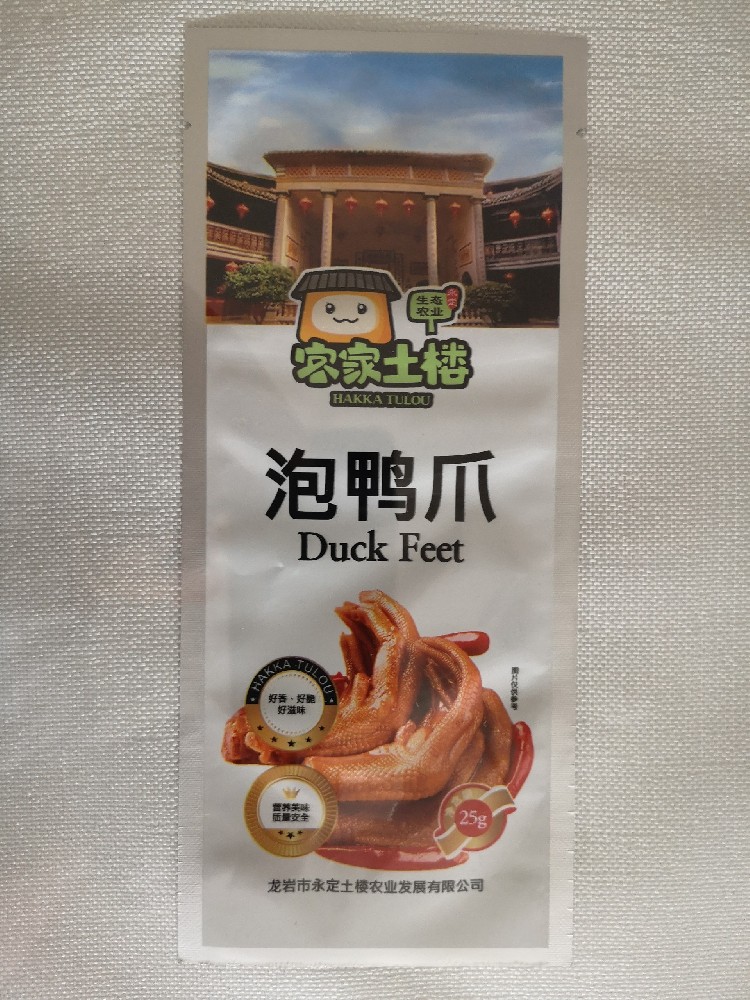 生态
农业
永定
客家土楼
HAKKA TULOU
泡鸭爪
Duck Feet
图片仅供参考
HAKKA TULOU
好香·好脆
好滋味
营养美味
质量安全
25g
龙岩市永定土楼农业发展有限公司